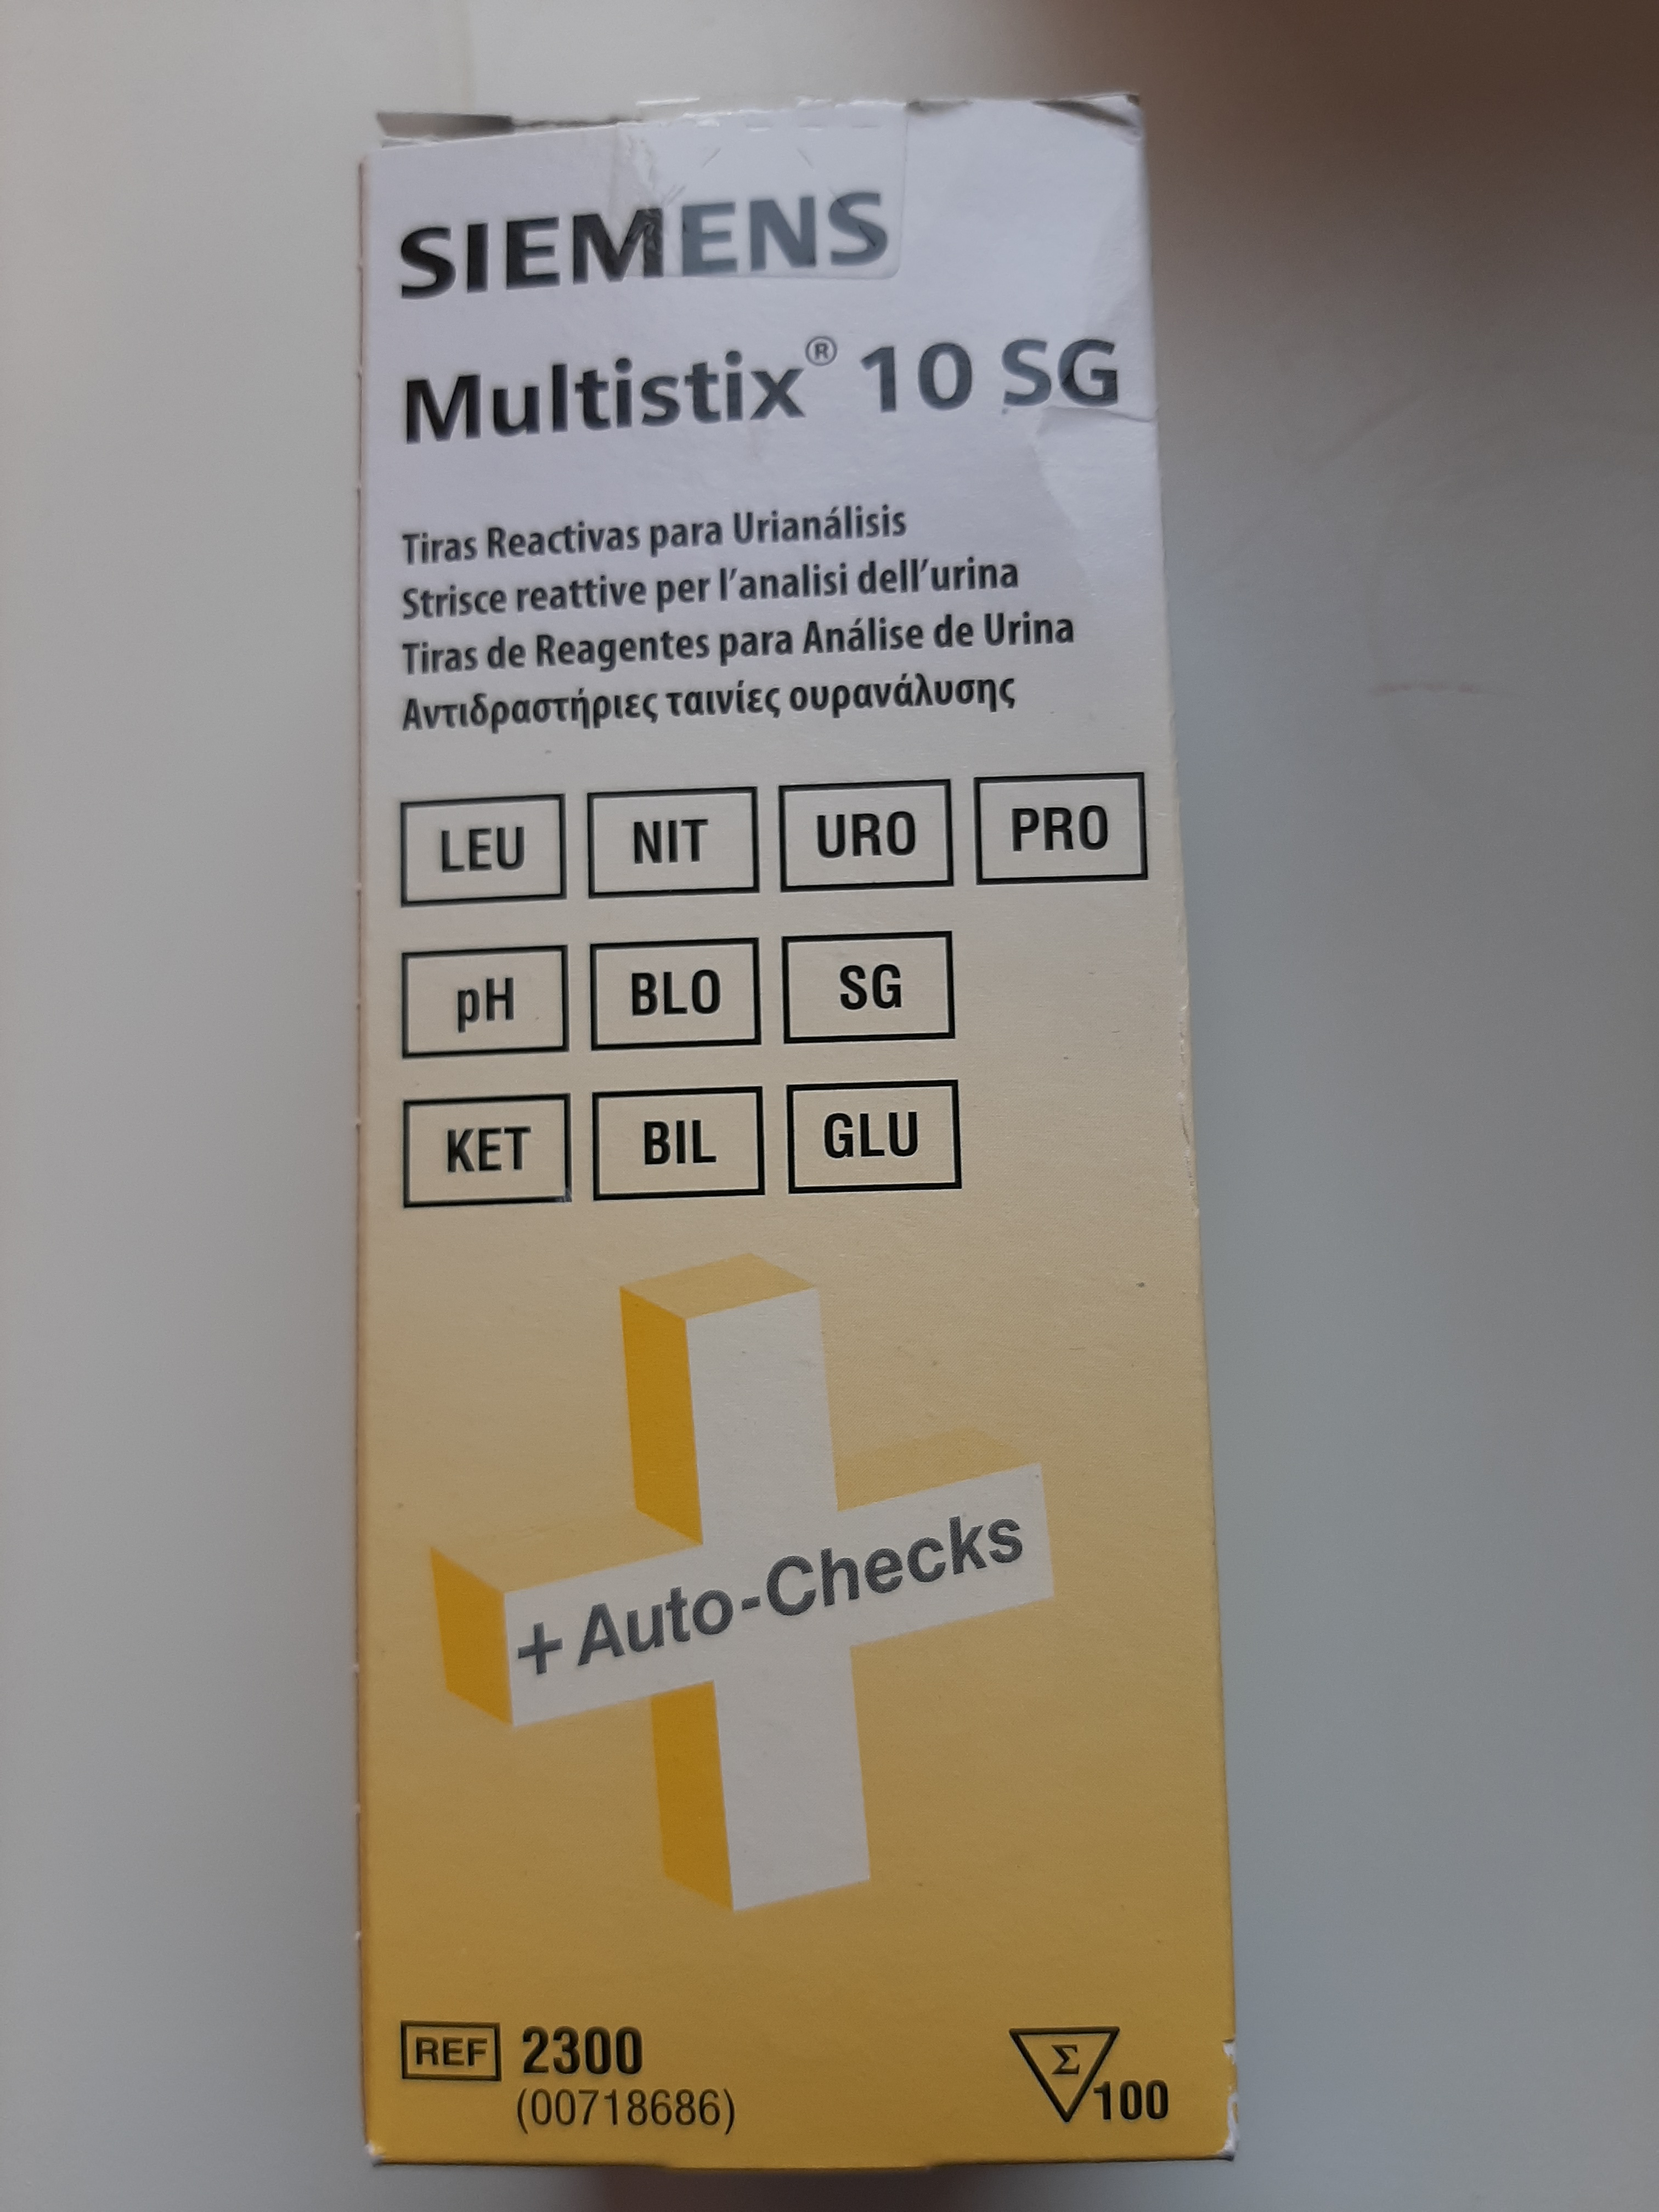 SIEMENS
Multistix® 10 SG
Tiras Reactivas para Urianálisis
Strisce reattive per l'analisi dell'urina
Tiras de Reagentes para Análise de Urina
Αντιδραστήριες ταινίες ουρανάλυσης
LEU NIT URO PRO
pH BLO SG
KET BIL GLU
+ Auto-Checks
REF 2300
(00718686)
Σ 100